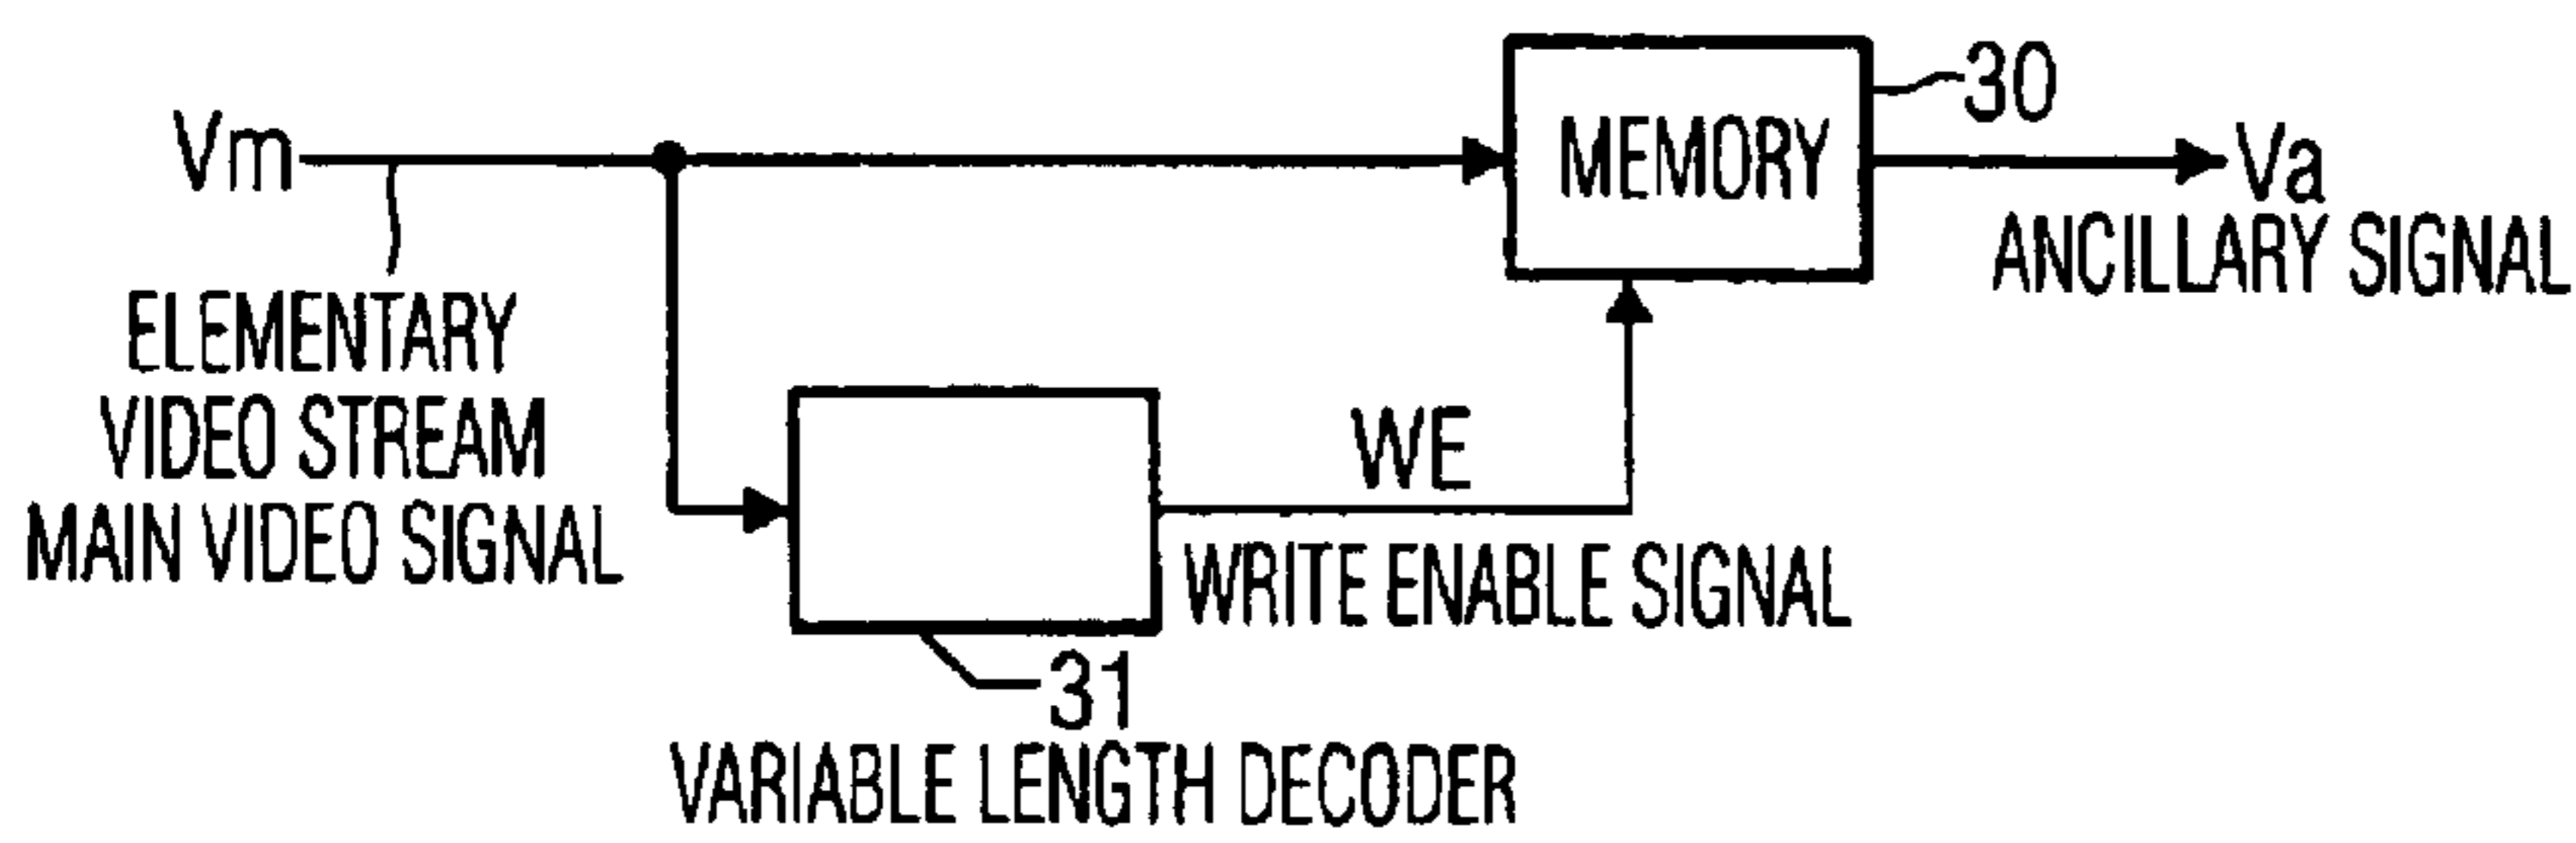 30
Vm
MEMORY
Va
ANCILLARY SIGNAL
ELEMENTARY
VIDEO STREAM
MAIN VIDEO SIGNAL
WE
WRITE ENABLE SIGNAL
31
VARIABLE LENGTH DECODER